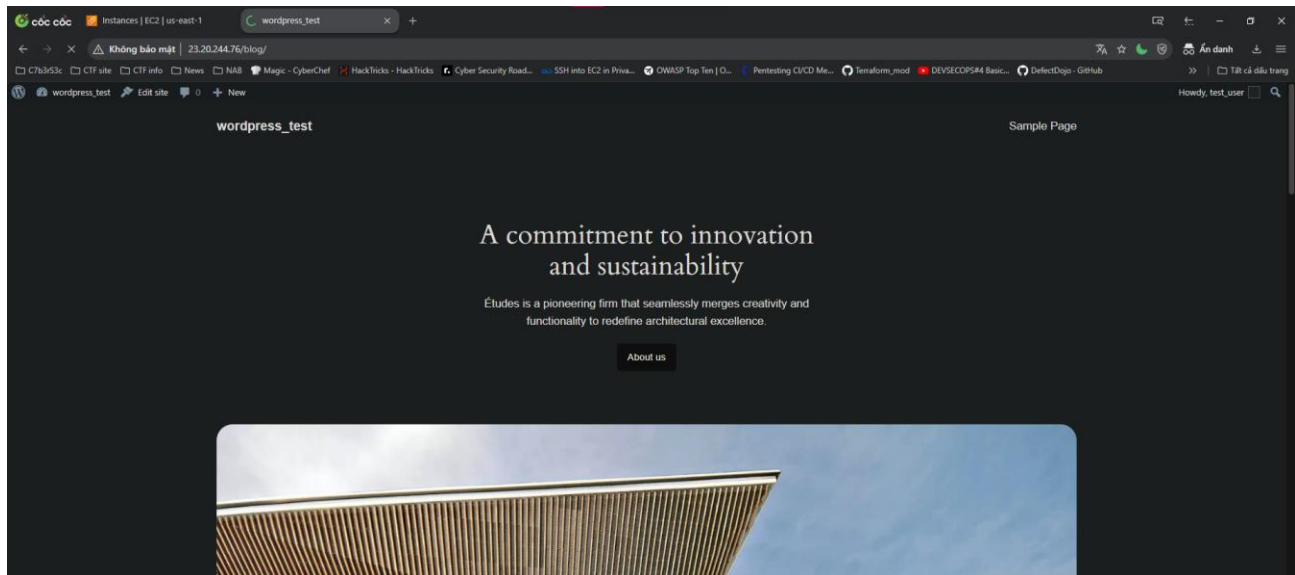 cốc cốc
Instances | EC2 | us-east-1
wordpress_test
Không bảo mật
23.20.244.76/blog/
Ẩn danh
C7b3r53c
CTF site
CTF info
News
NAB
Magic - CyberChef
HackTricks - HackTricks
Cyber Security Road...
SSH into EC2 in Priva...
OWASP Top Ten | O...
Pentesting CI/CD Me...
Terraform_mod
DEVSECOPS#4 Basic...
DefectDojo - GitHub
Tất cả dấu trang
wordpress_test
Edit site
0
New
Howdy, test_user
wordpress_test
Sample Page
A commitment to innovation
and sustainability
Études is a pioneering firm that seamlessly merges creativity and
functionality to redefine architectural excellence.
About us